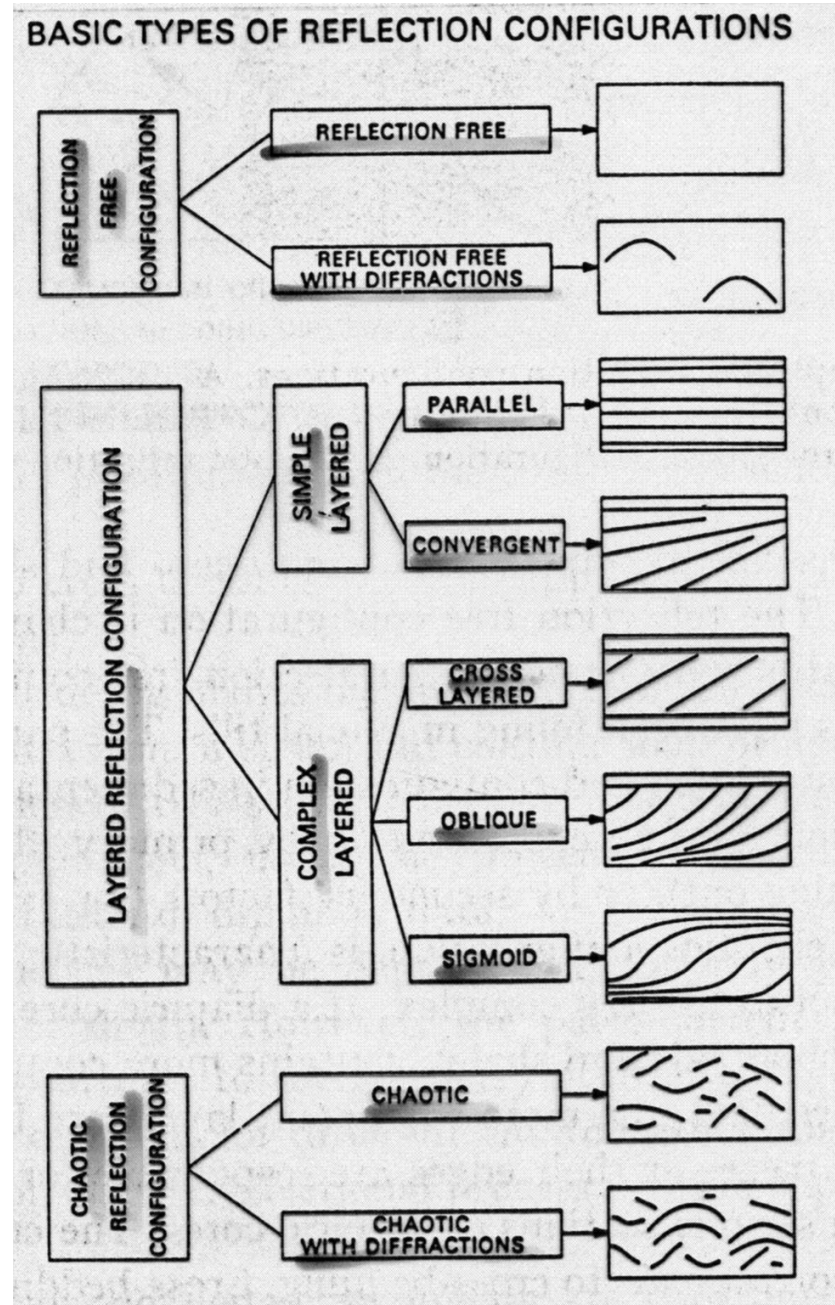 BASIC TYPES OF REFLECTION CONFIGURATIONS
REFLECTION
FREE
CONFIGURATION
REFLECTION FREE
REFLECTION FREE
WITH DIFFRACTIONS
LAYERED REFLECTION CONFIGURATION
SIMPLE
LAYERED
PARALLEL
CONVERGENT
COMPLEX
LAYERED
CROSS
LAYERED
OBLIQUE
SIGMOID
CHAOTIC
REFLECTION
CONFIGURATION
CHAOTIC
CHAOTIC
WITH DIFFRACTIONS